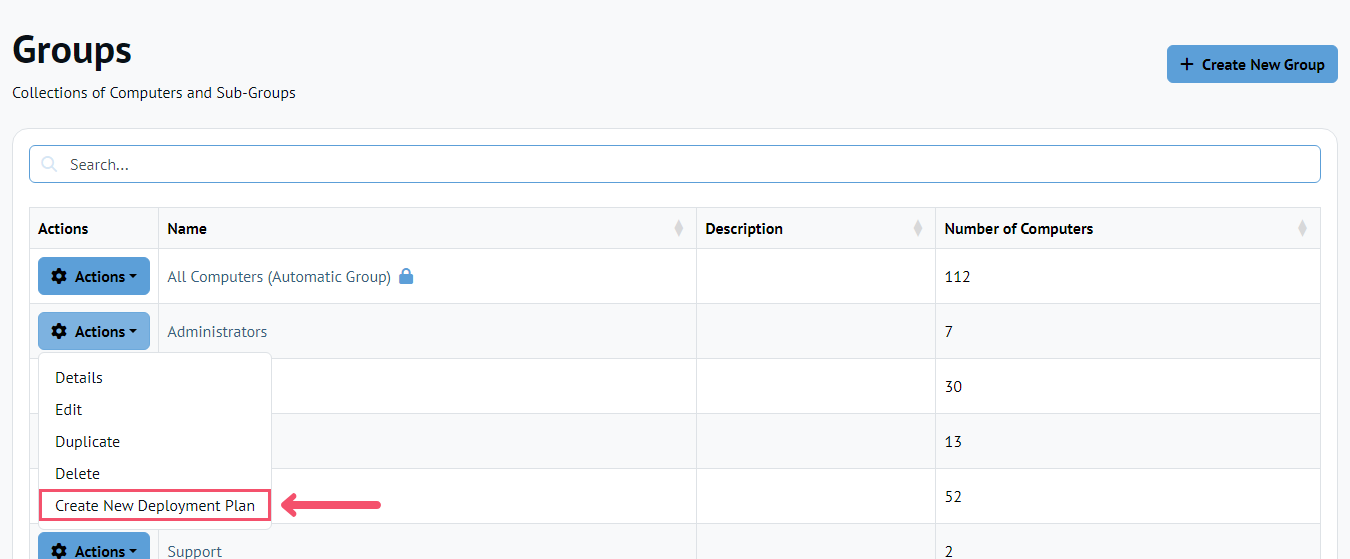 Groups
Collections of Computers and Sub-Groups
+ Create New Group
Search...
Actions Name Description Number of Computers
Actions All Computers (Automatic Group) 112
Actions Administrators 7
Details
30
Edit
Duplicate 13
Delete
52
Create New Deployment Plan
Actions Support 2